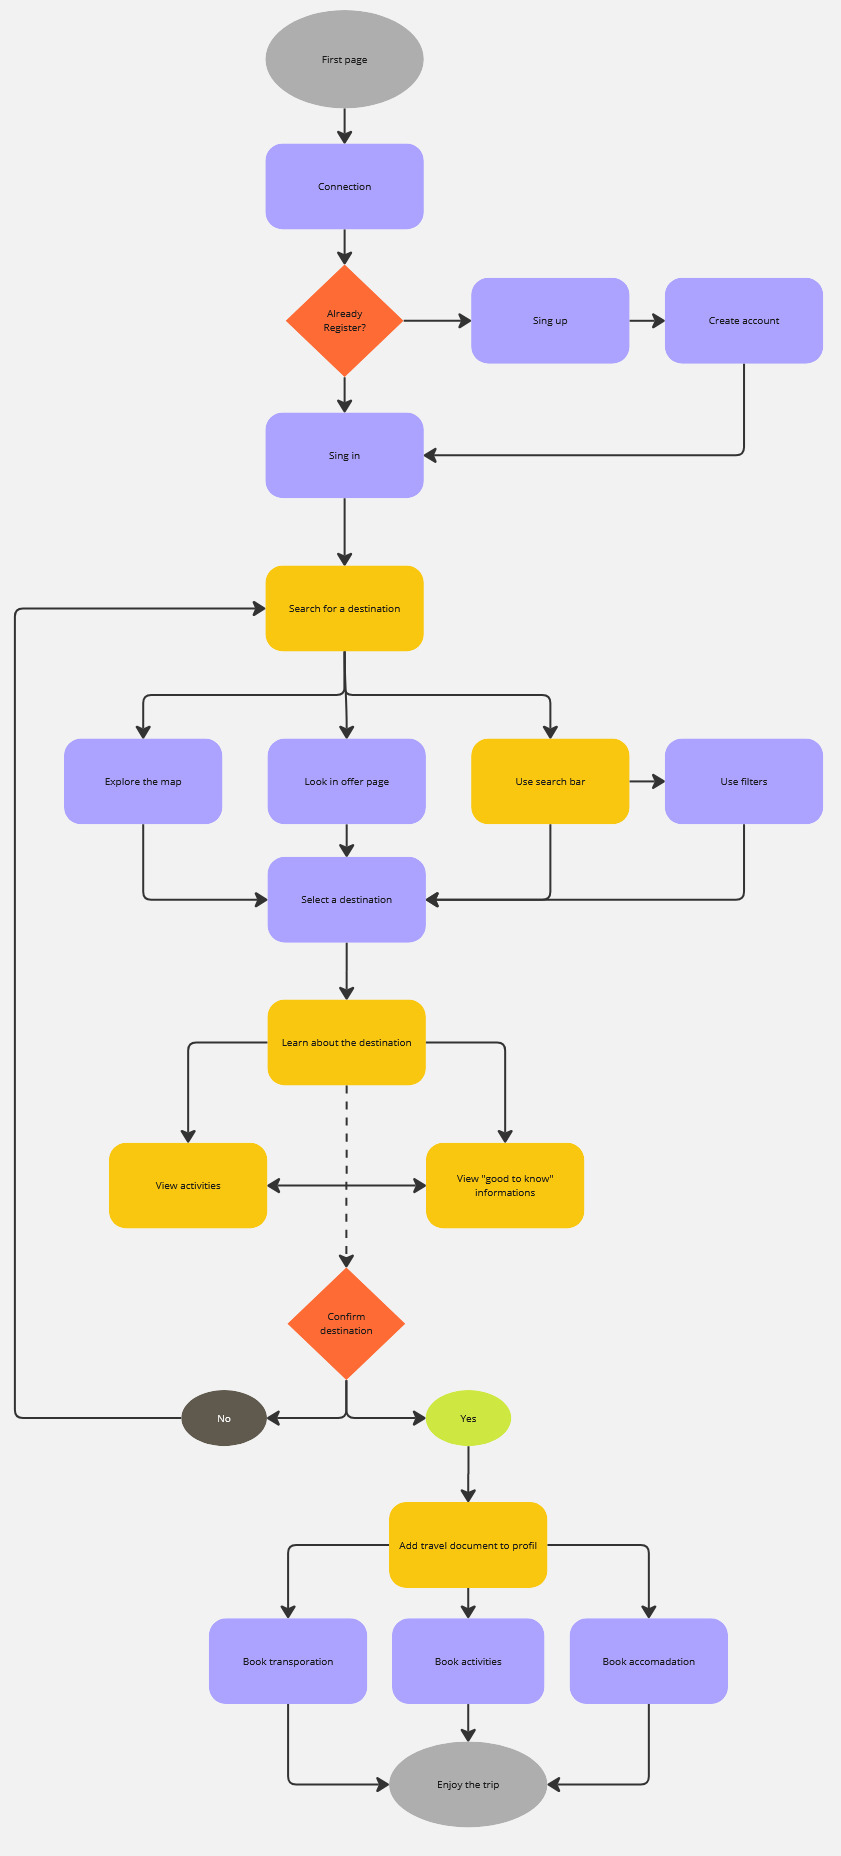 First page
Connection
Already
Register?
Sing up
Create account
Sing in
Search for a destination
Explore the map
Look in offer page
Use search bar
Use filters
Select a destination
Learn about the destination
View activities
View "good to know"
informations
Confirm
destination
No
Yes
Add travel document to profil
Book transporation
Book activities
Book accomadation
Enjoy the trip